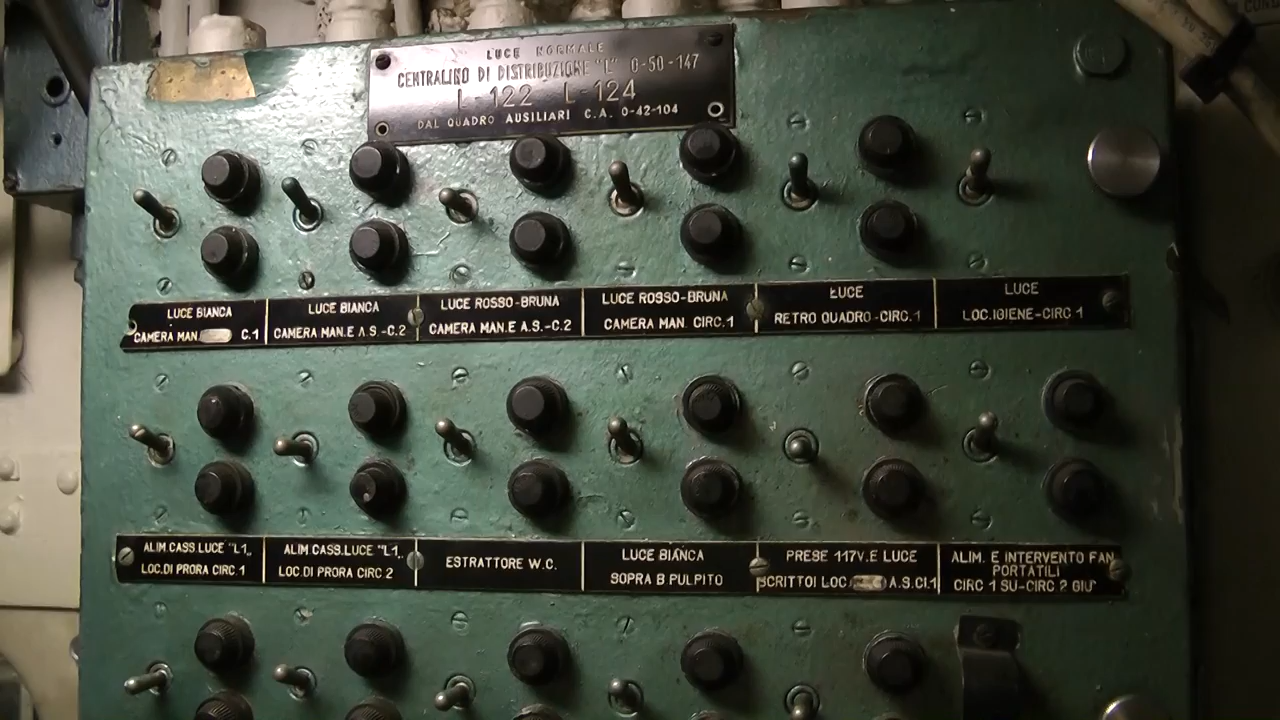 LUCE NORMALE
CENTRALINO DI DISTRIBUZIONE "L" 0-50-147
L-122 L-124
DAL QUADRO AUSILIARI C.A. 0-42-104
LUCE BIANCA
CAMERA MAN C.1
LUCE BIANCA
CAMERA MAN.E A.S.-C.2
LUCE ROSSO-BRUNA
CAMERA MAN.E A.S.-C.2
LUCE ROSSO-BRUNA
CAMERA MAN. CIRC.1
LUCE
RETRO QUADRO-CIRC.1
LUCE
LOC.IGIENE-CIRC 1
ALIM.CASS.LUCE "L1"
LOC.DI PRORA CIRC.1
ALIM.CASS.LUCE "L1"
LOC.DI PRORA CIRC 2
ESTRATTORE W.C.
LUCE BIANCA
SOPRA B PULPITO
PRESE 117V.E LUCE
SCRITTOI LOC A.S.CI.1
ALIM. E INTERVENTO FAN
PORTATILI
CIRC 1 SU-CIRC 2 GIU'